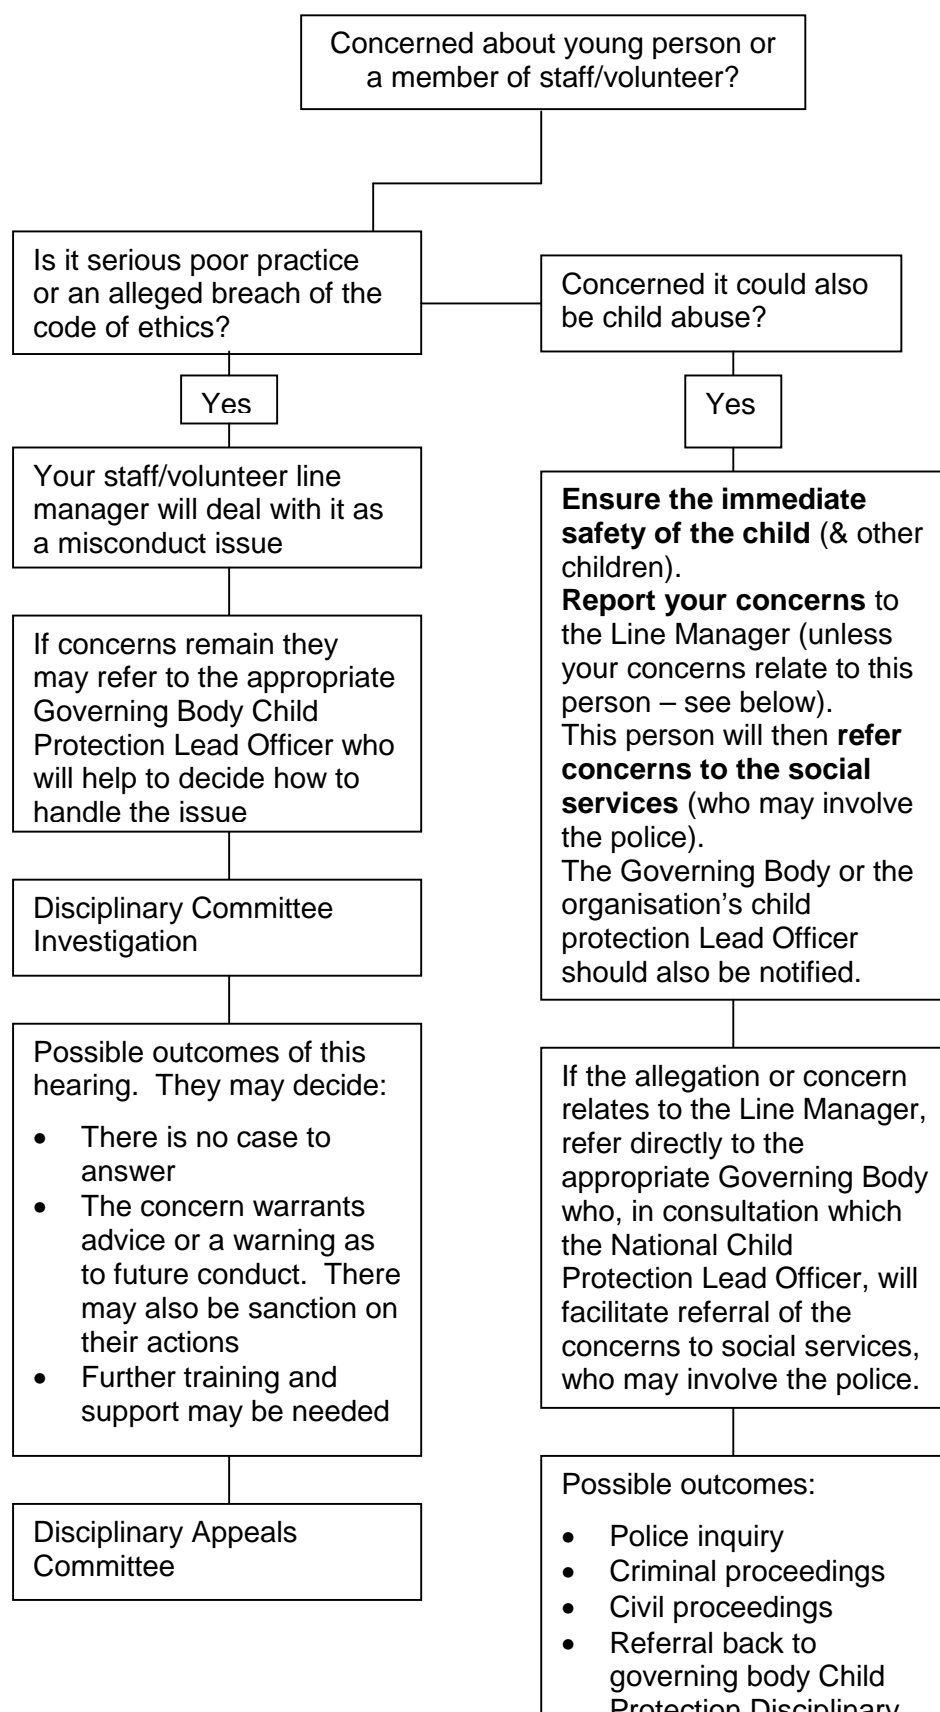 Concerned about young person or
a member of staff/volunteer?
Is it serious poor practice
or an alleged breach of the
code of ethics?
Yes
Your staff/volunteer line
manager will deal with it as
a misconduct issue
If concerns remain they
may refer to the appropriate
Governing Body Child
Protection Lead Officer who
will help to decide how to
handle the issue
Disciplinary Committee
Investigation
Possible outcomes of this
hearing.  They may decide:
• There is no case to
answer
• The concern warrants
advice or a warning as
to future conduct.  There
may also be sanction on
their actions
• Further training and
support may be needed
Disciplinary Appeals
Committee
Concerned it could also
be child abuse?
Yes
Ensure the immediate
safety of the child (& other
children).
Report your concerns to
the Line Manager (unless
your concerns relate to this
person – see below).
This person will then refer
concerns to the social
services (who may involve
the police).
The Governing Body or the
organisation's child
protection Lead Officer
should also be notified.
If the allegation or concern
relates to the Line Manager,
refer directly to the
appropriate Governing Body
who, in consultation which
the National Child
Protection Lead Officer, will
facilitate referral of the
concerns to social services,
who may involve the police.
Possible outcomes:
• Police inquiry
• Criminal proceedings
• Civil proceedings
• Referral back to
governing body Child
Protection Disciplinary